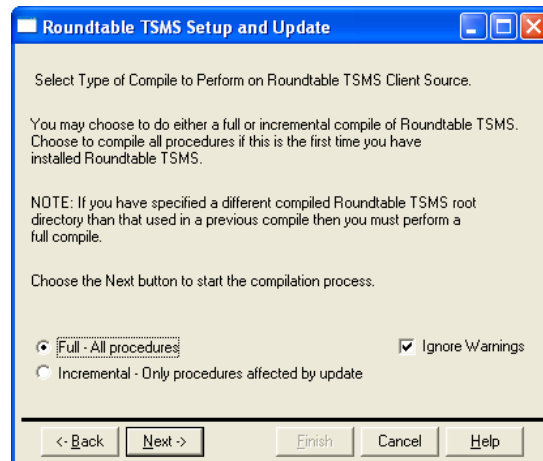 Roundtable TSMS Setup and Update
Select Type of Compile to Perform on Roundtable TSMS Client Source.
You may choose to do either a full or incremental compile of Roundtable TSMS.
Choose to compile all procedures if this is the first time you have
installed Roundtable TSMS.
NOTE: If you have specified a different compiled Roundtable TSMS root
directory than that used in a previous compile then you must perform a
full compile.
Choose the Next button to start the compilation process.
Full - All procedures Ignore Warnings
Incremental - Only procedures affected by update
<- Back Next -> Finish Cancel Help